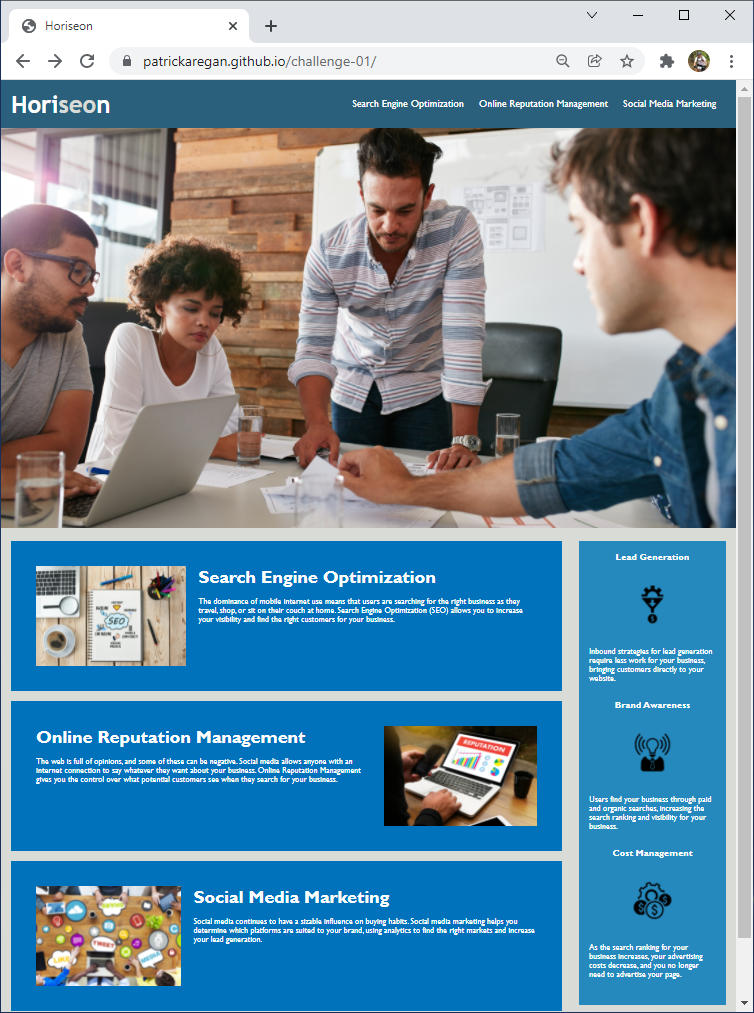 Horiseon
patrickaregan.github.io/challenge-01/
Horiseon
Search Engine Optimization Online Reputation Management Social Media Marketing
Search Engine Optimization
The dominance of mobile internet use means that users are searching for the right business as they
travel, shop, or sit on their couch at home. Search Engine Optimization (SEO) allows you to increase
your visibility and find the right customers for your business.
SEO
Online Reputation Management
The web is full of opinions, and some of these can be negative. Social media allows anyone with an
internet connection to say whatever they want about your business. Online Reputation Management
gives you the control over what potential customers see when they search for your business.
REPUTATION
Social Media Marketing
Social media continues to have a sizable influence on buying habits. Social media marketing helps you
determine which platforms are suited to your brand, using analytics to find the right markets and increase
your lead generation.
TWEET
LIKE
MEDIA
Lead Generation
Inbound strategies for lead generation
require less work for your business,
bringing customers directly to your
website.
Brand Awareness
Users find your business through paid
and organic searches, increasing the
search ranking and visibility for your
business.
Cost Management
As the search ranking for your
business increases, your advertising
costs decrease, and you no longer
need to advertise your page.